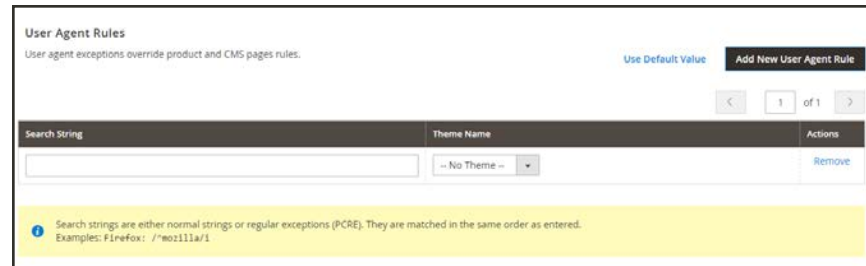 User Agent Rules
User agent exceptions override product and CMS pages rules.
Use Default Value
Add New User Agent Rule
1 of 1
Search String Theme Name Actions
-- No Theme -- Remove
Search strings are either normal strings or regular exceptions (PCRE). They are matched in the same order as entered.
Examples: Firefox: /^mozilla/i